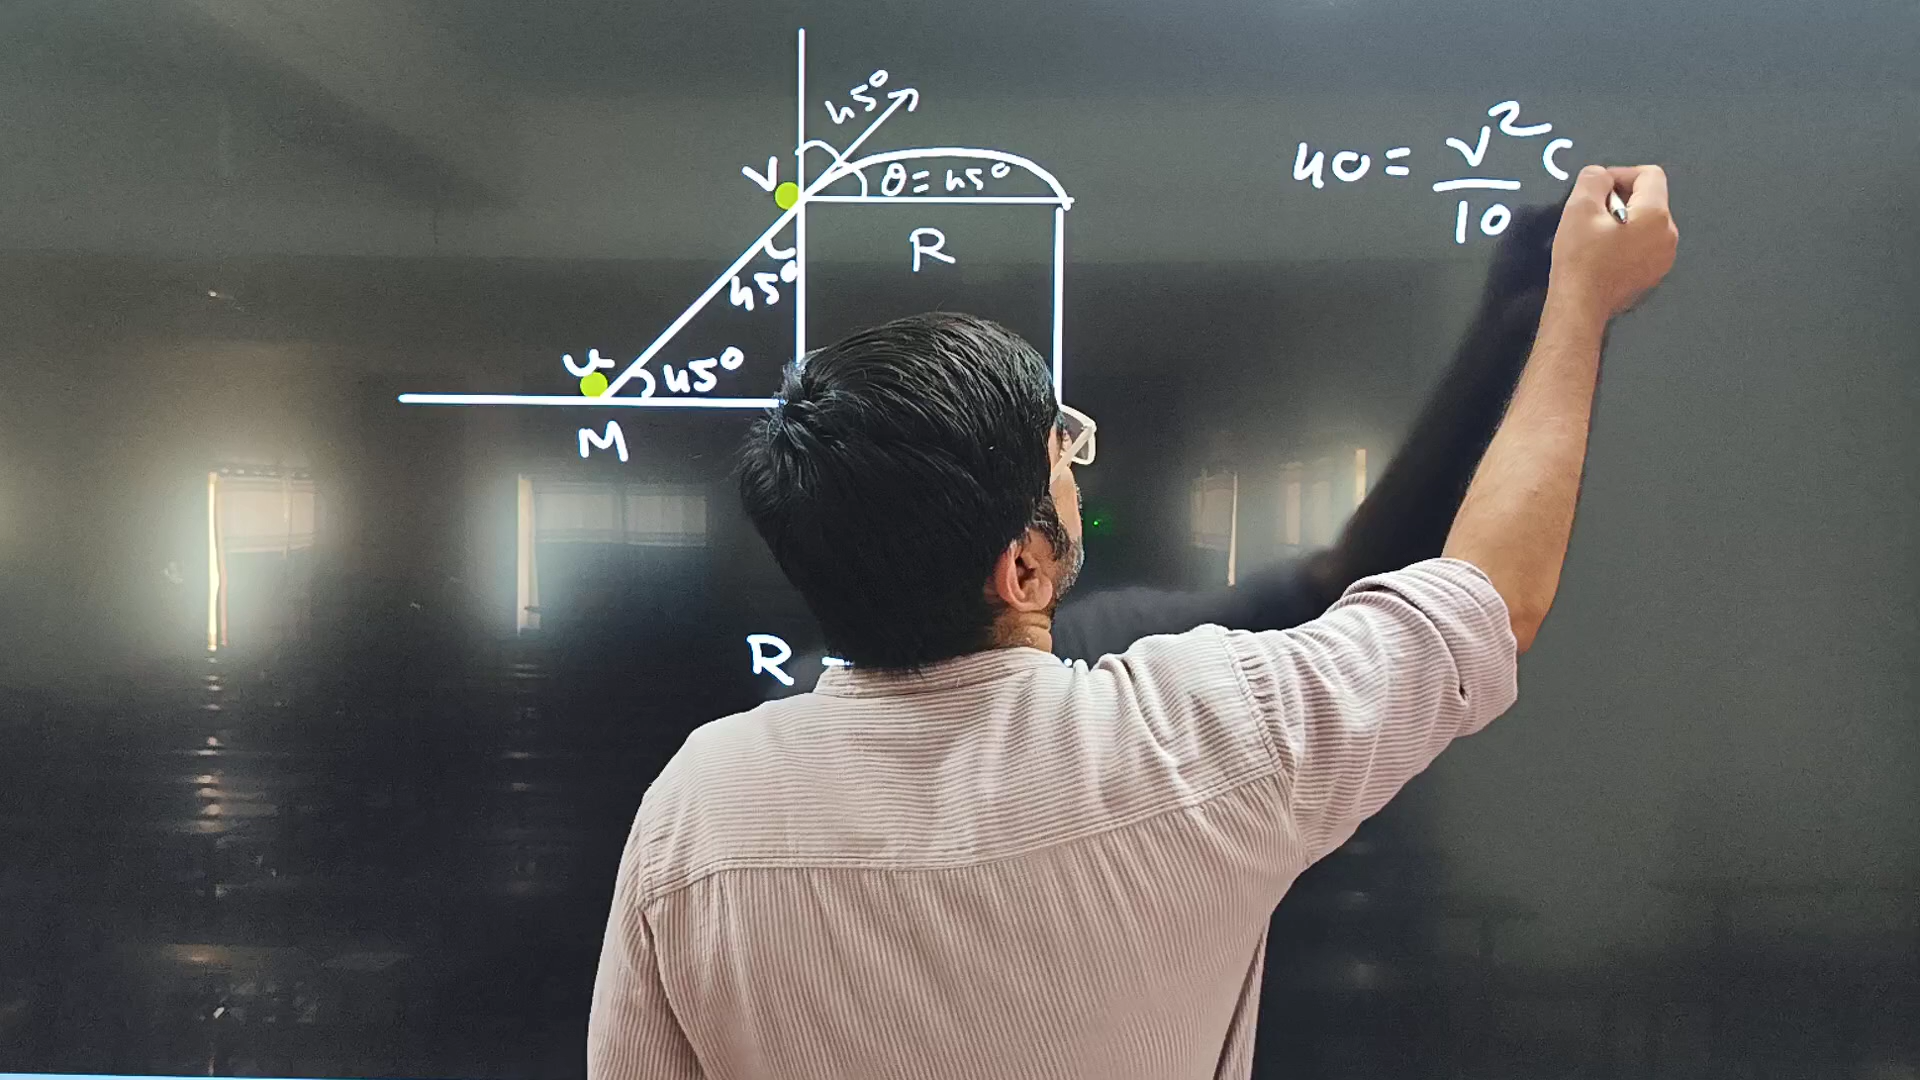 45°
V
θ = 45°
R
45°
u
45°
M
R =
40 = v² (
10